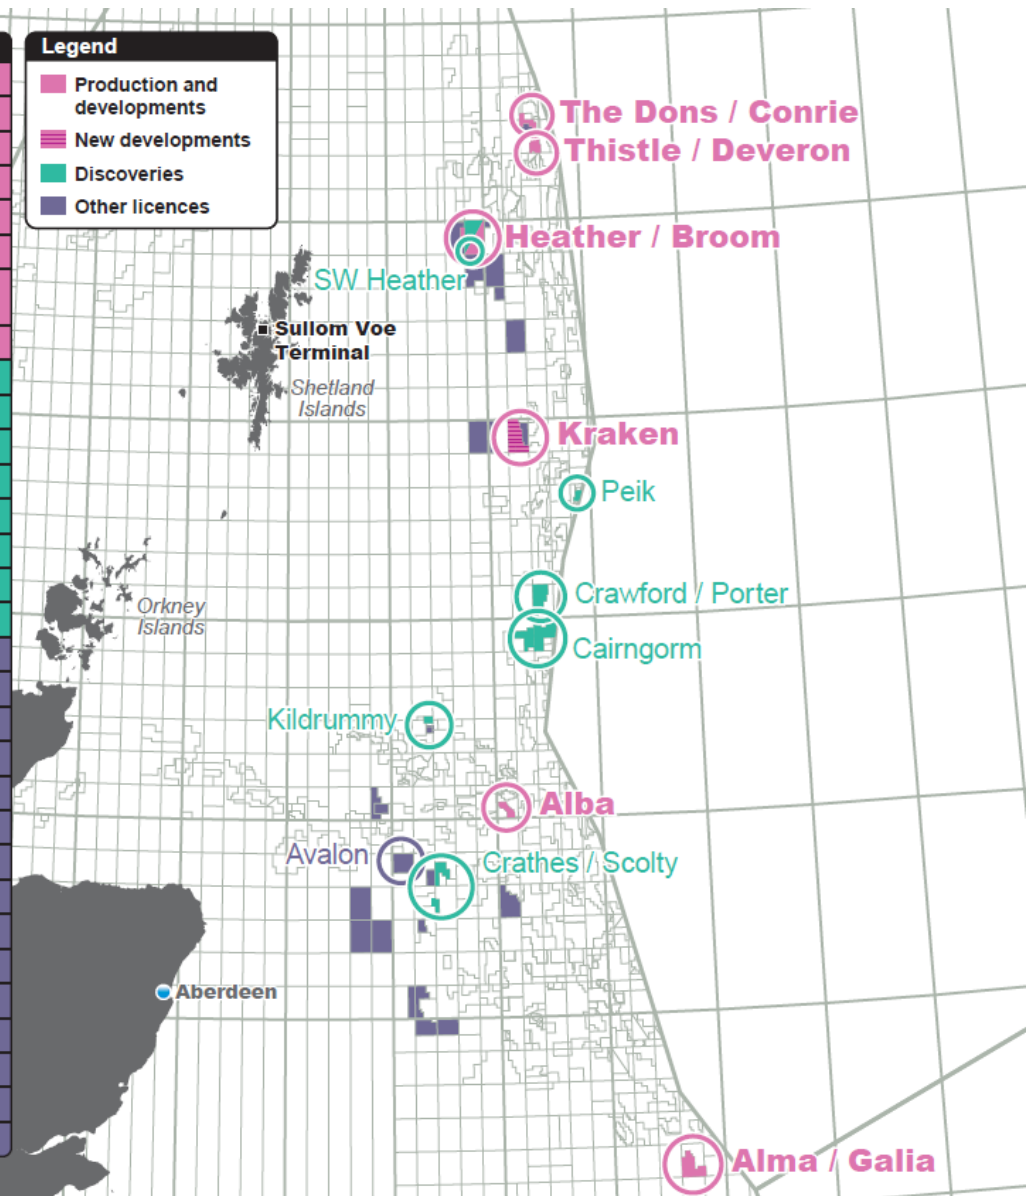 Legend
Production and
developments
New developments
Discoveries
Other licences
The Dons / Conrie
Thistle / Deveron
Heather / Broom
SW Heather
Sullom Voe
Terminal
Shetland
Islands
Kraken
Peik
Crawford / Porter
Orkney
Islands
Cairngorm
Kildrummy
Alba
Avalon
Crathes / Scolty
Aberdeen
Alma / Galia